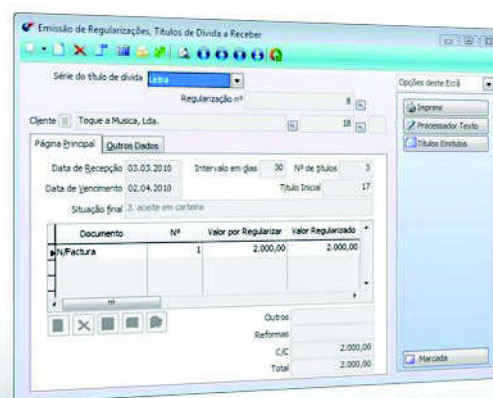 Emissão de Regularizações, Títulos de Dívida a Receber
Série do título de dívida Letra
Regularização nº 8
Cliente Toque a Musica, Lda. 18
Página Principal Outros Dados
Data de Recepção 03.03.2010 Intervalo em dias 30 Nº de títulos 3
Data de Vencimento 02.04.2010 Título Inicial 17
Situação final 3. aceite em carteira
Documento Nº Valor por Regularizar Valor Regularizado
N/Factura 1 2.000,00 2.000,00
Outros
Reformas
C/C 2.000,00
Total 2.000,00
Opções deste Ecrã
Imprimir
Processador Texto
Títulos Emitidos
Marcada